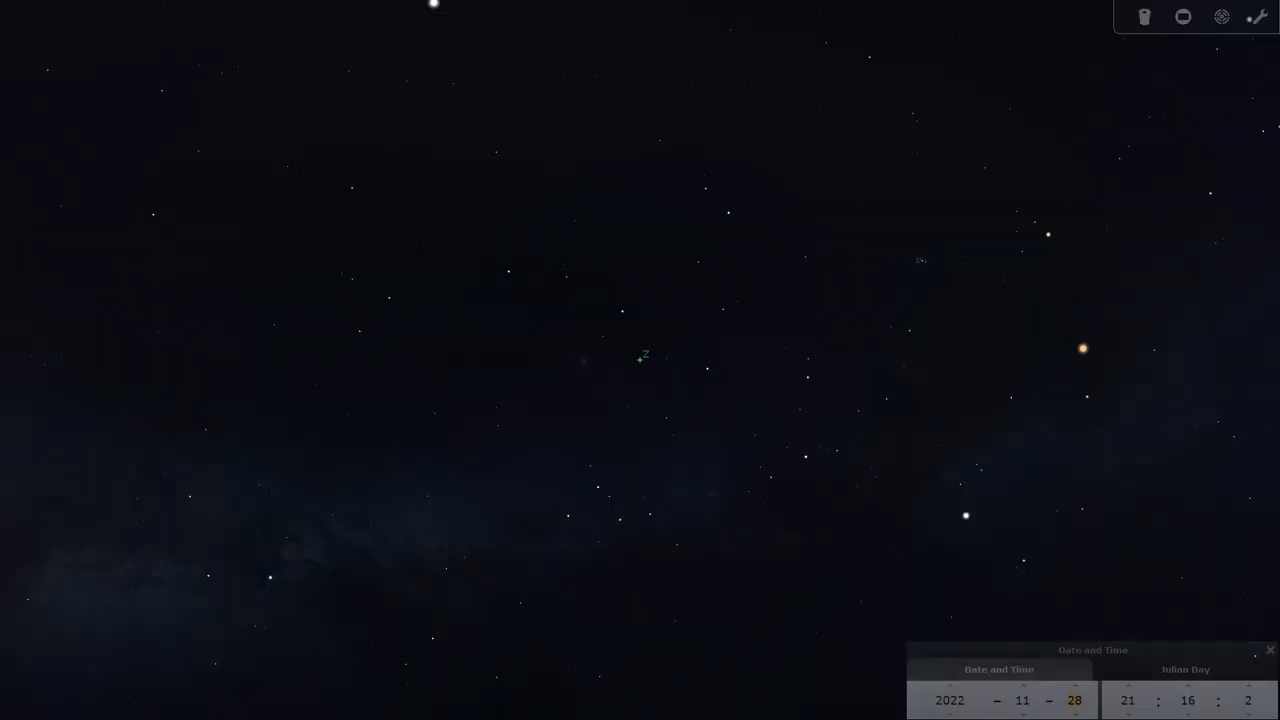 Z
Date and Time
Date and Time Julian Day
2022 - 11 - 28 21 : 16 : 2